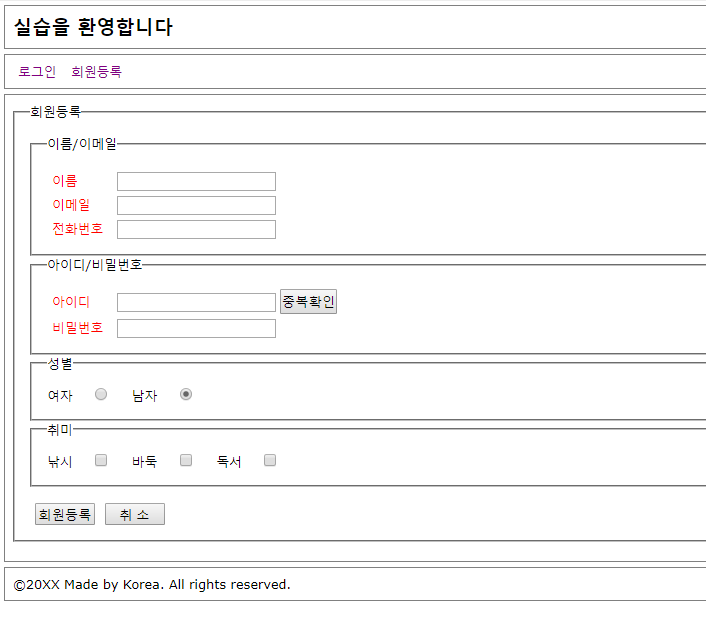 실습을 환영합니다
로그인 회원등록
회원등록
이름/이메일
이름
이메일
전화번호
아이디/비밀번호
아이디 중복확인
비밀번호
성별
여자 남자
취미
낚시 바둑 독서
회원등록 취 소
©20XX Made by Korea. All rights reserved.